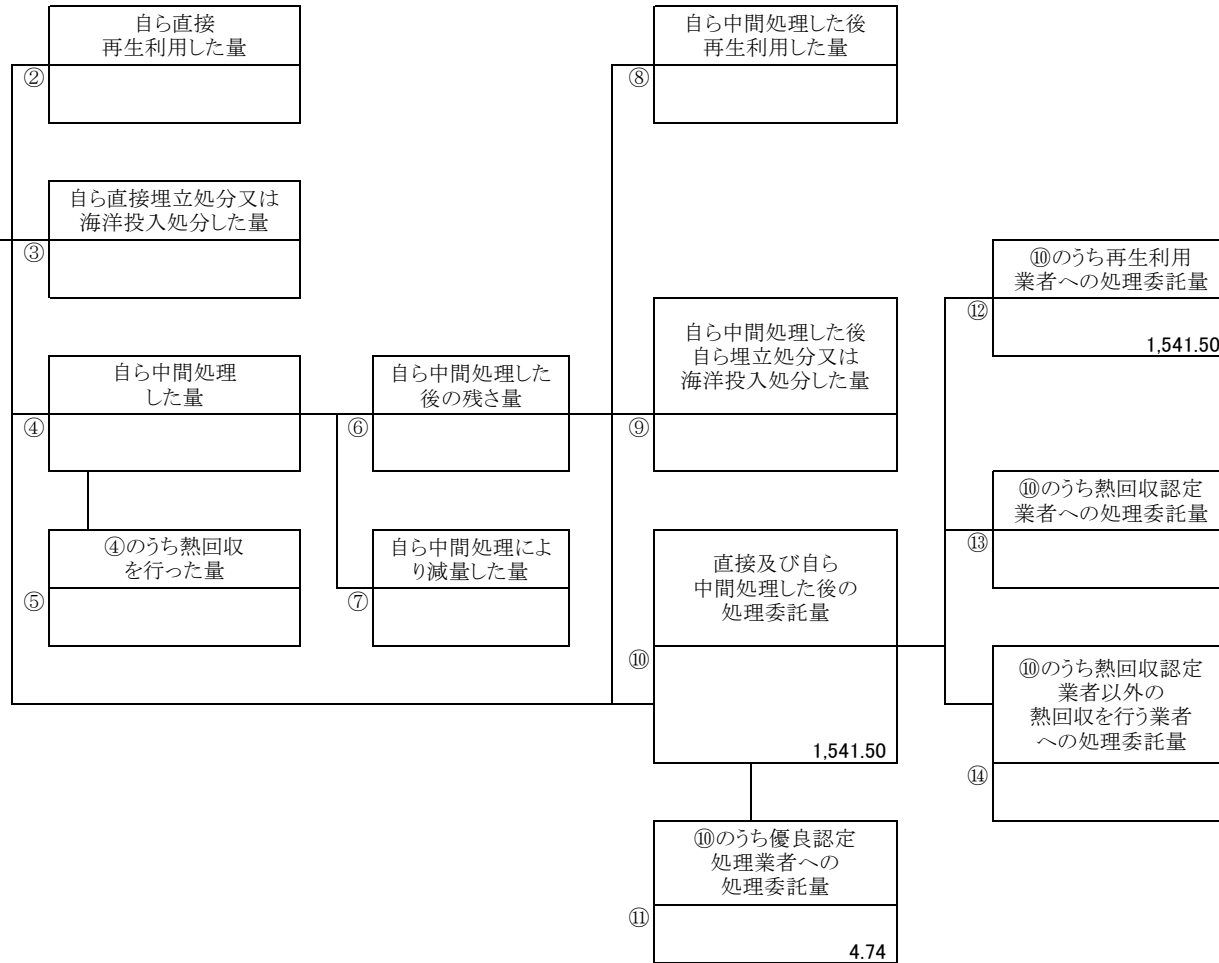 自ら直接
再生利用した量
②
自ら直接埋立処分又は
海洋投入処分した量
③
自ら中間処理
した量
④
④のうち熱回収
を行った量
⑤
自ら中間処理した
後の残さ量
⑥
自ら中間処理によ
り減量した量
⑦
自ら中間処理した後
再生利用した量
⑧
自ら中間処理した後
自ら埋立処分又は
海洋投入処分した量
⑨
直接及び自ら
中間処理した後の
処理委託量
⑩
1,541.50
⑩のうち優良認定
処理業者への
処理委託量
⑪
4.74
⑩のうち再生利用
業者への処理委託量
⑫
1,541.50
⑩のうち熱回収認定
業者への処理委託量
⑬
⑩のうち熱回収認定
業者以外の
熱回収を行う業者
への処理委託量
⑭